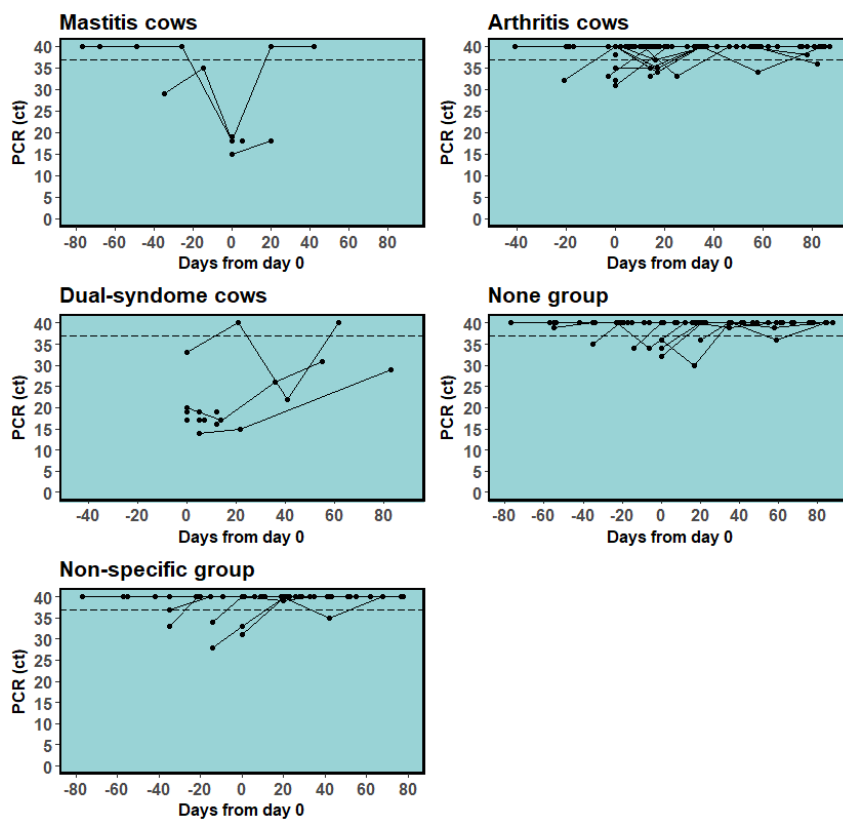 Mastitis cows
40
35
30
25
20
15
10
5
0
PCR (ct)
-80 -60 -40 -20 0 20 40 60 80
Days from day 0
Arthritis cows
40
35
30
25
20
15
10
5
0
PCR (ct)
-40 -20 0 20 40 60 80
Days from day 0
Dual-syndome cows
40
35
30
25
20
15
10
5
0
PCR (ct)
-40 -20 0 20 40 60 80
Days from day 0
None group
40
35
30
25
20
15
10
5
0
PCR (ct)
-80 -60 -40 -20 0 20 40 60 80
Days from day 0
Non-specific group
40
35
30
25
20
15
10
5
0
PCR (ct)
-80 -60 -40 -20 0 20 40 60 80
Days from day 0